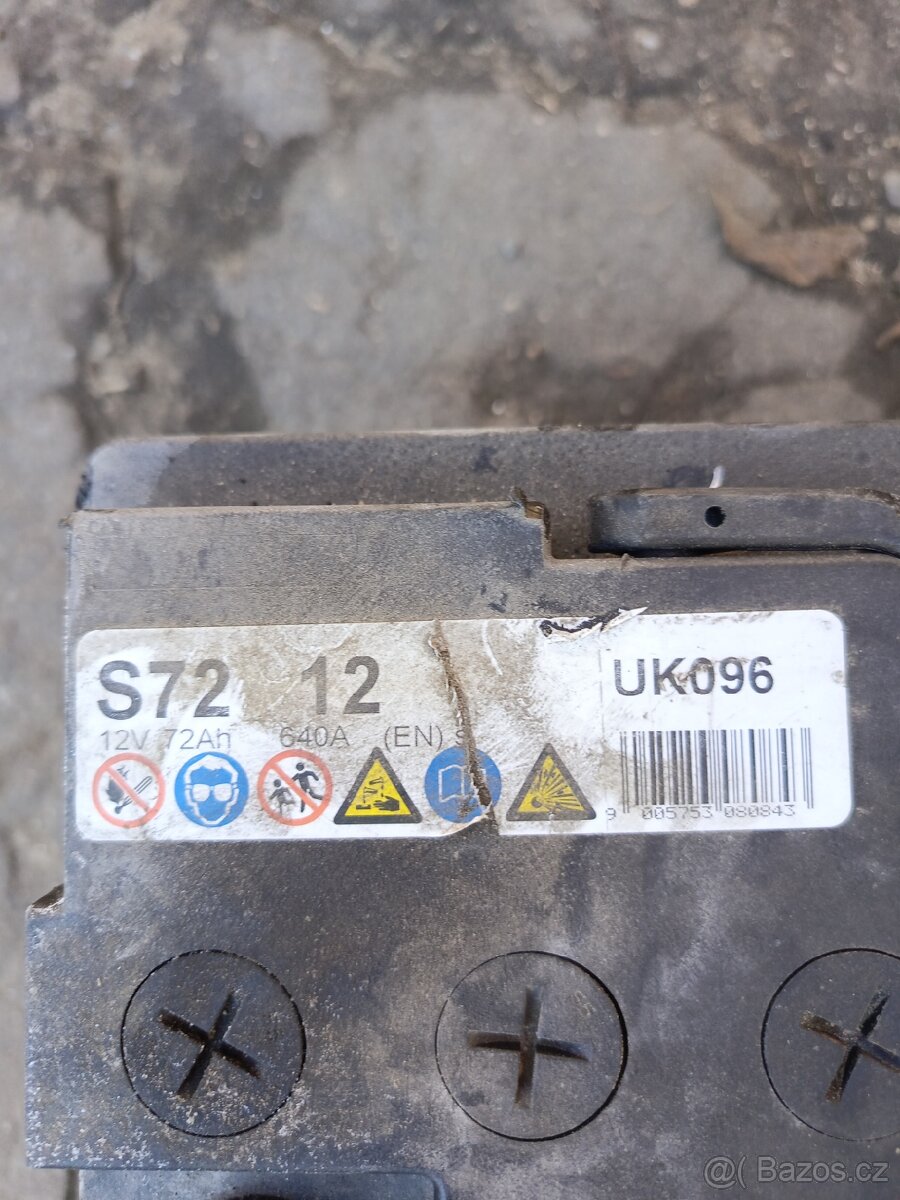 S72 12
UK096
12V 72Ah 640A (EN) S
9 005753 080843
@( Bazos.cz